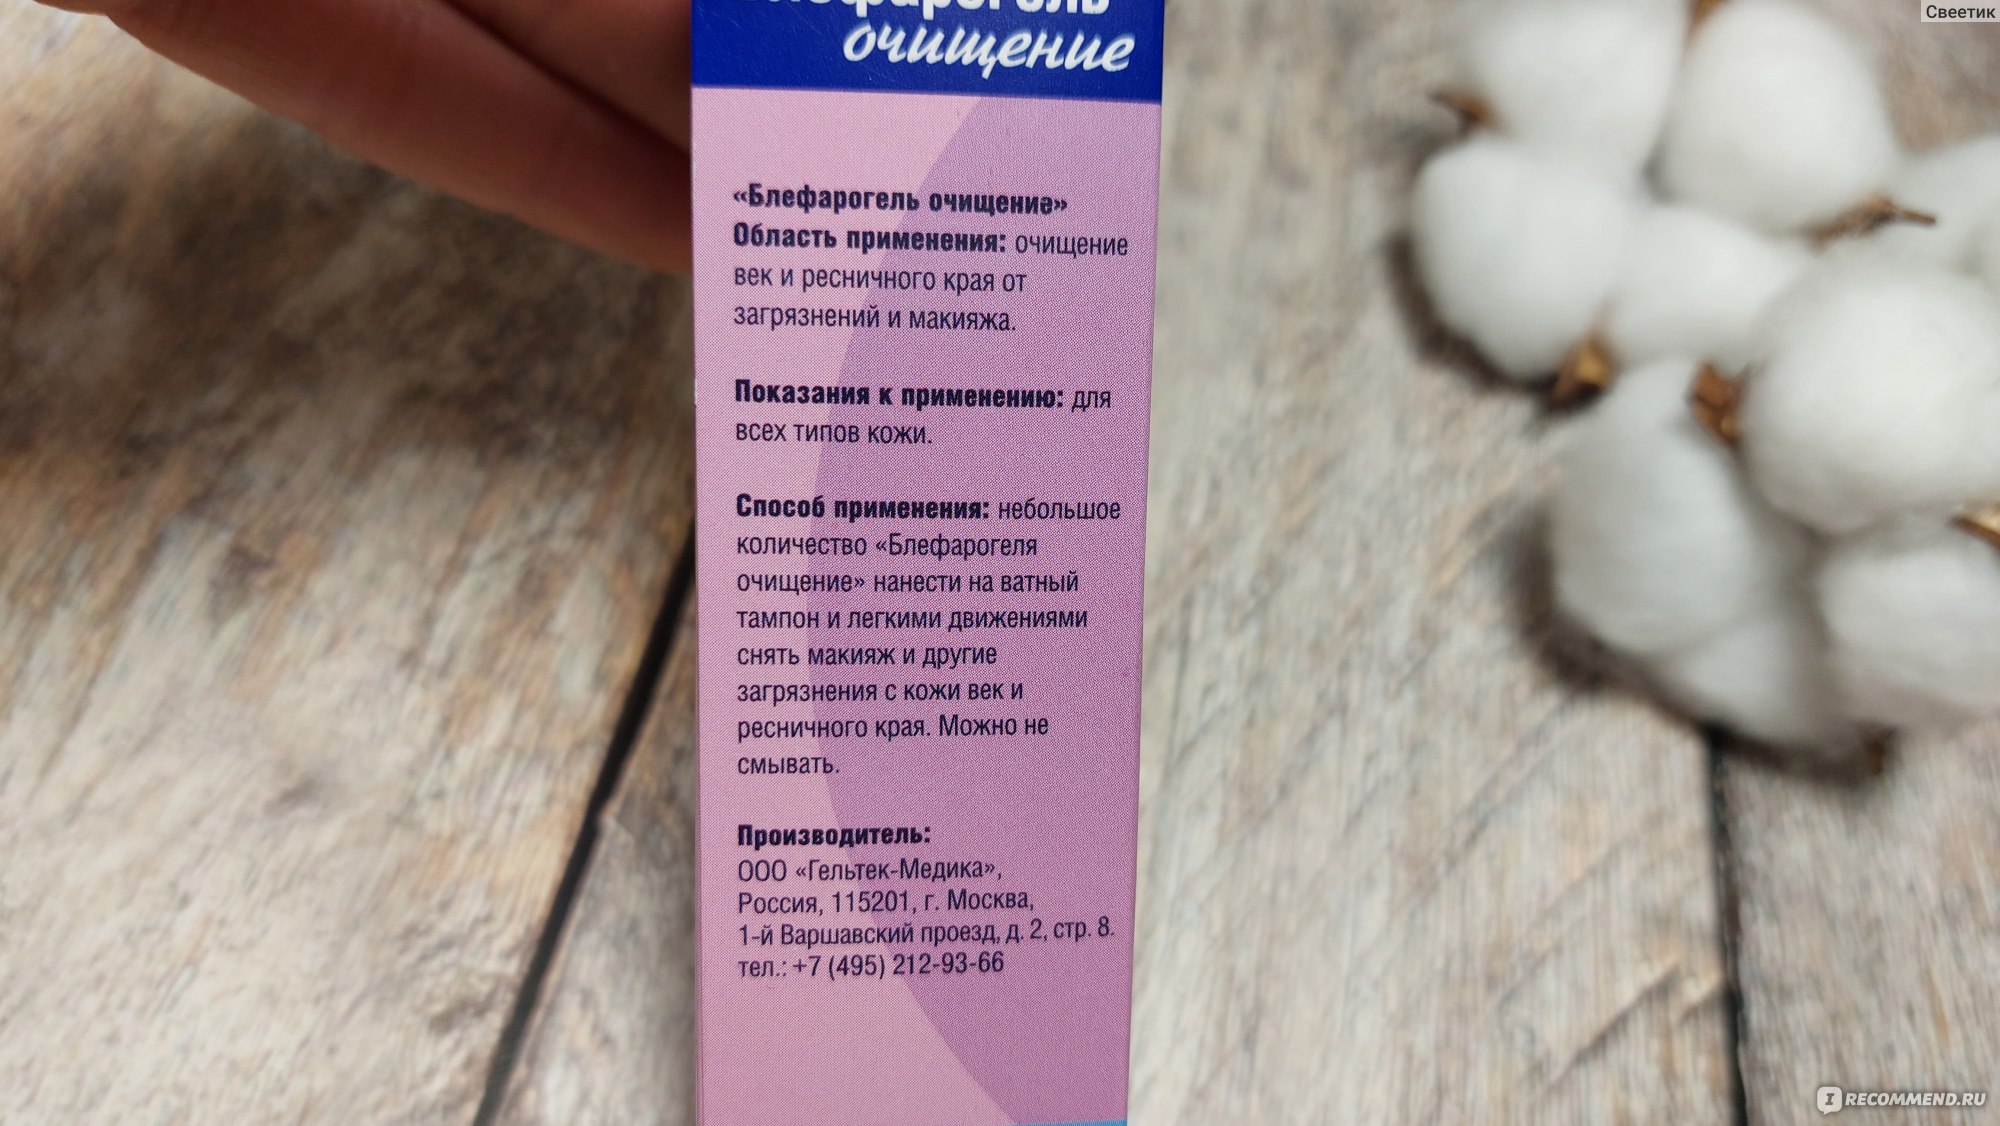 Свеетик
Блефарогель
очищение
«Блефарогель очищение»
Область применения: очищение
век и ресничного края от
загрязнений и макияжа.
Показания к применению: для
всех типов кожи.
Способ применения: небольшое
количество «Блефарогеля
очищение» нанести на ватный
тампон и легкими движениями
снять макияж и другие
загрязнения с кожи век и
ресничного края. Можно не
смывать.
Производитель:
ООО «Гельтек-Медика»,
Россия, 115201, г. Москва,
1-й Варшавский проезд, д. 2, стр. 8.
тел.: +7 (495) 212-93-66
I RECOMMEND.RU